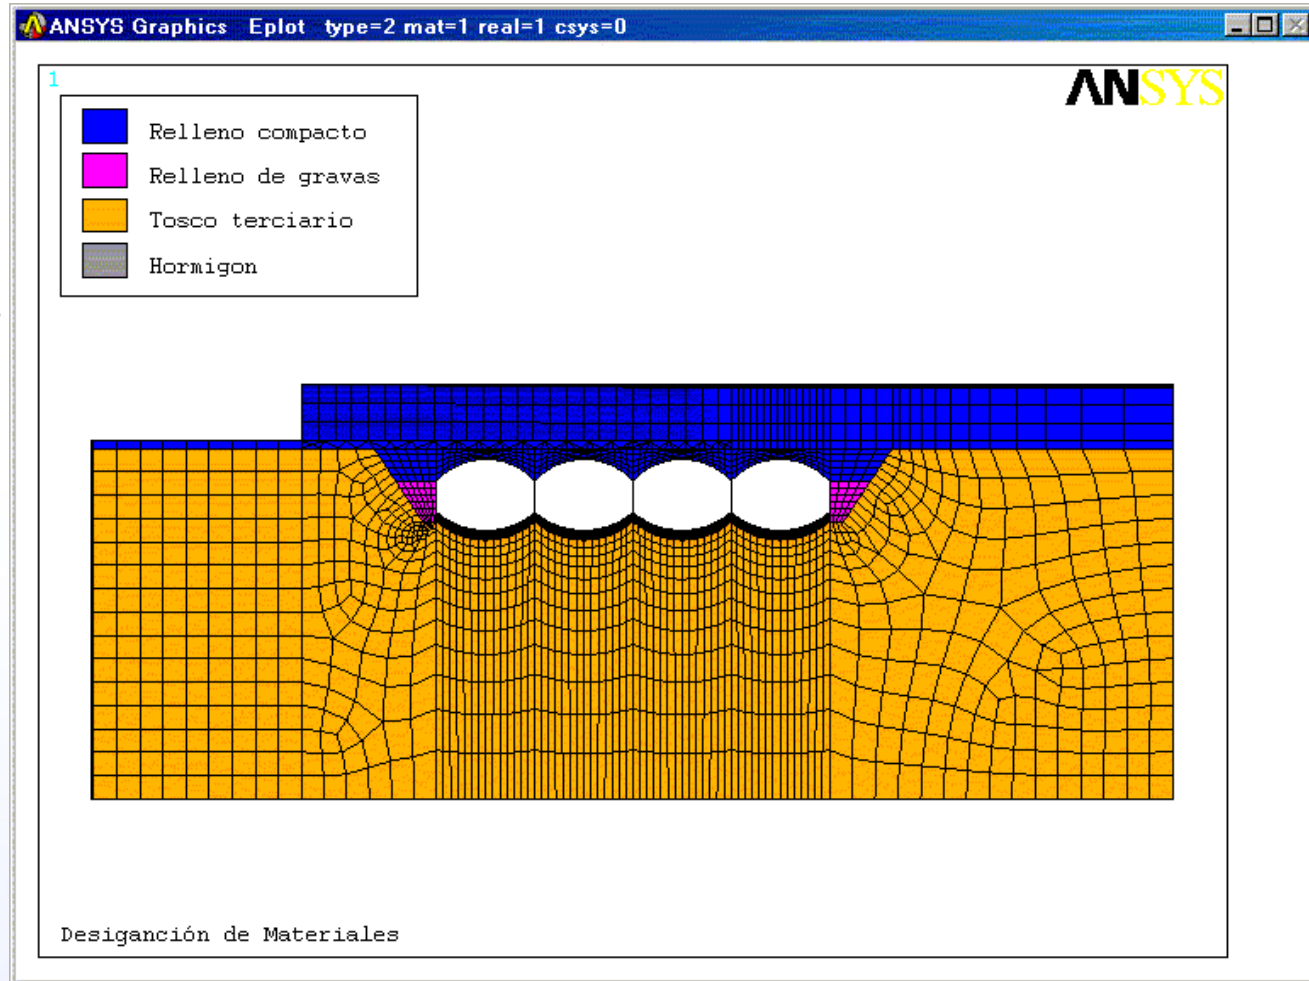 ANSYS Graphics Eplot type=2 mat=1 real=1 csys=0
1
ANSYS
Relleno compacto
Relleno de gravas
Tosco terciario
Hormigon
Desiganción de Materiales